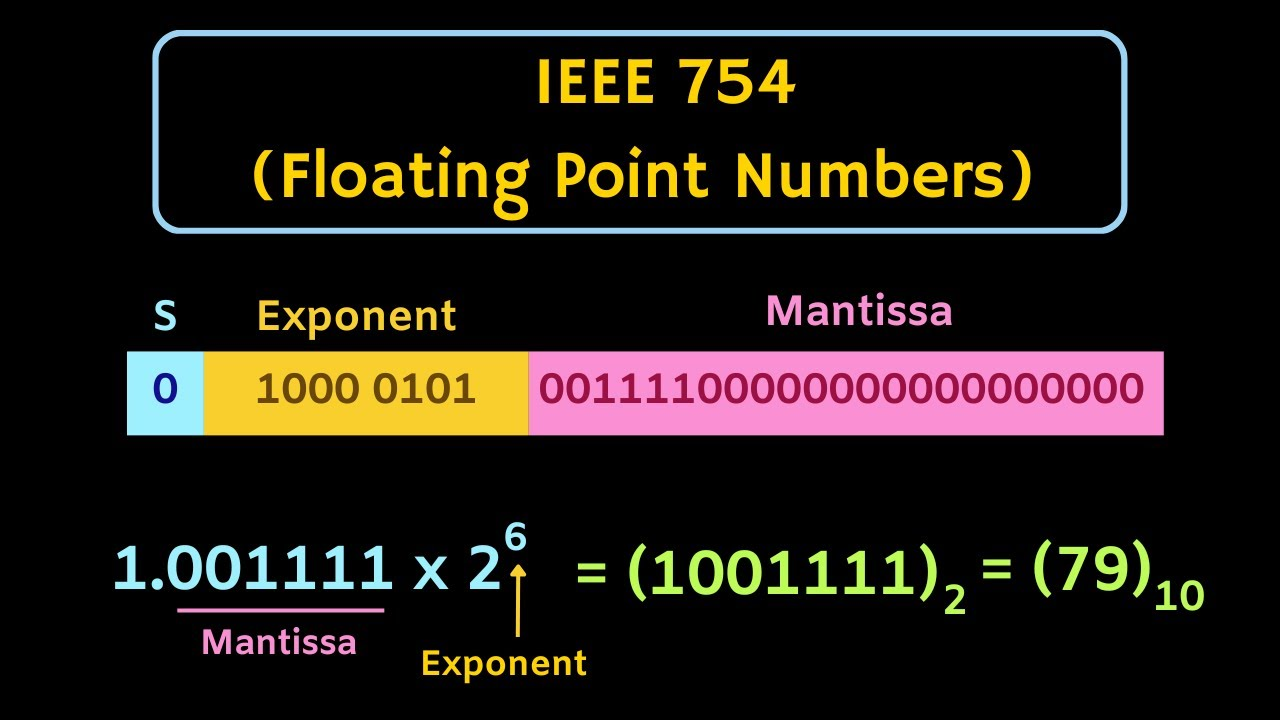 IEEE 754
(Floating Point Numbers)
S Exponent Mantissa
0 1000 0101 00111100000000000000000
1.001111 x 2⁶ = (1001111)₂ = (79)₁₀
Mantissa
Exponent